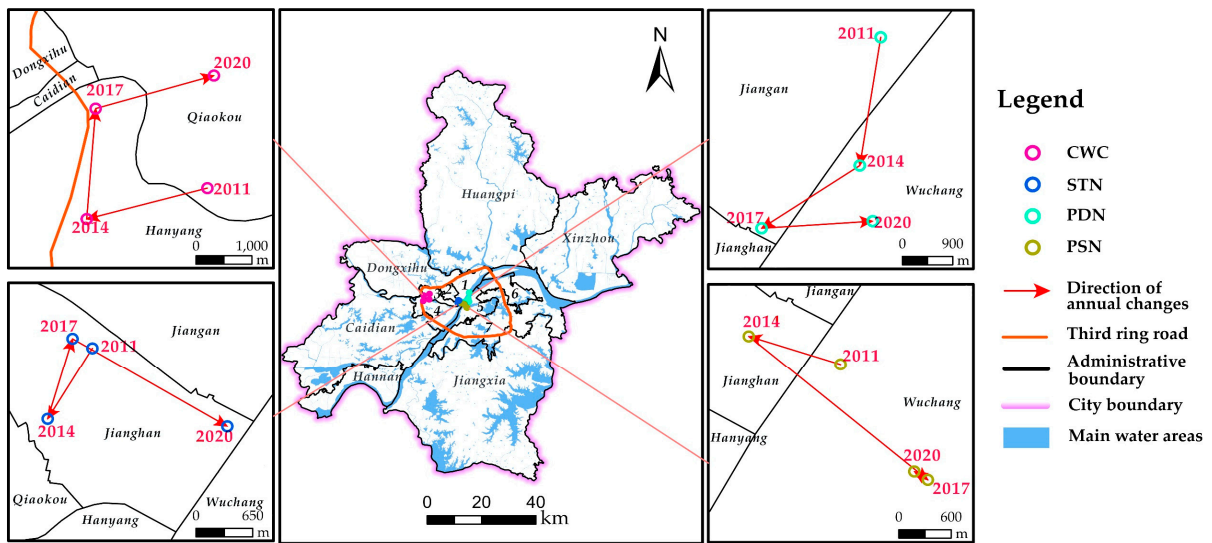 Dongxihu
Caidian
2017
2020
Qiaokou
2011
2014
Hanyang
0 1,000
m
2017
2011
Jiangan
2014
Jianghan
2020
Qiaokou
Hanyang
Wuchang
0 650
m
N
Huangpi
Xinzhou
Dongxihu
1
2
6
4
5
7
Caidian
Hannan
Jiangxia
0 20 40
km
2011
Jiangan
2014
Wuchang
2017
2020
Jianghan
0 900
m
Jiangan
2014
2011
Jianghan
Wuchang
Hanyang
2020
2017
0 600
m
Legend
CWC
STN
PDN
PSN
Direction of
annual changes
Third ring road
Administrative
boundary
City boundary
Main water areas